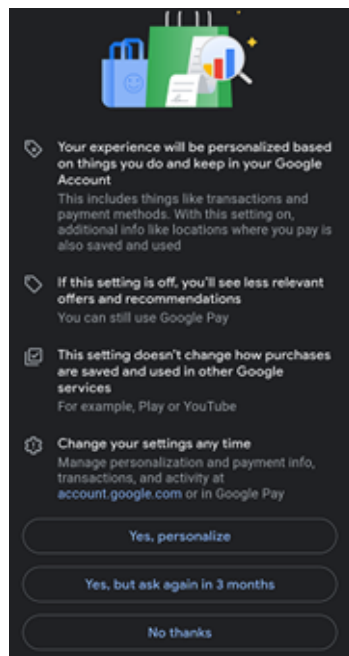 Your experience will be personalized based
on things you do and keep in your Google
Account
This includes things like transactions and
payment methods. With this setting on,
additional info like locations where you pay is
also saved and used
If this setting is off, you'll see less relevant
offers and recommendations
You can still use Google Pay
This setting doesn't change how purchases
are saved and used in other Google
services
For example, Play or YouTube
Change your settings any time
Manage personalization and payment info,
transactions, and activity at
account.google.com or in Google Pay
Yes, personalize
Yes, but ask again in 3 months
No thanks